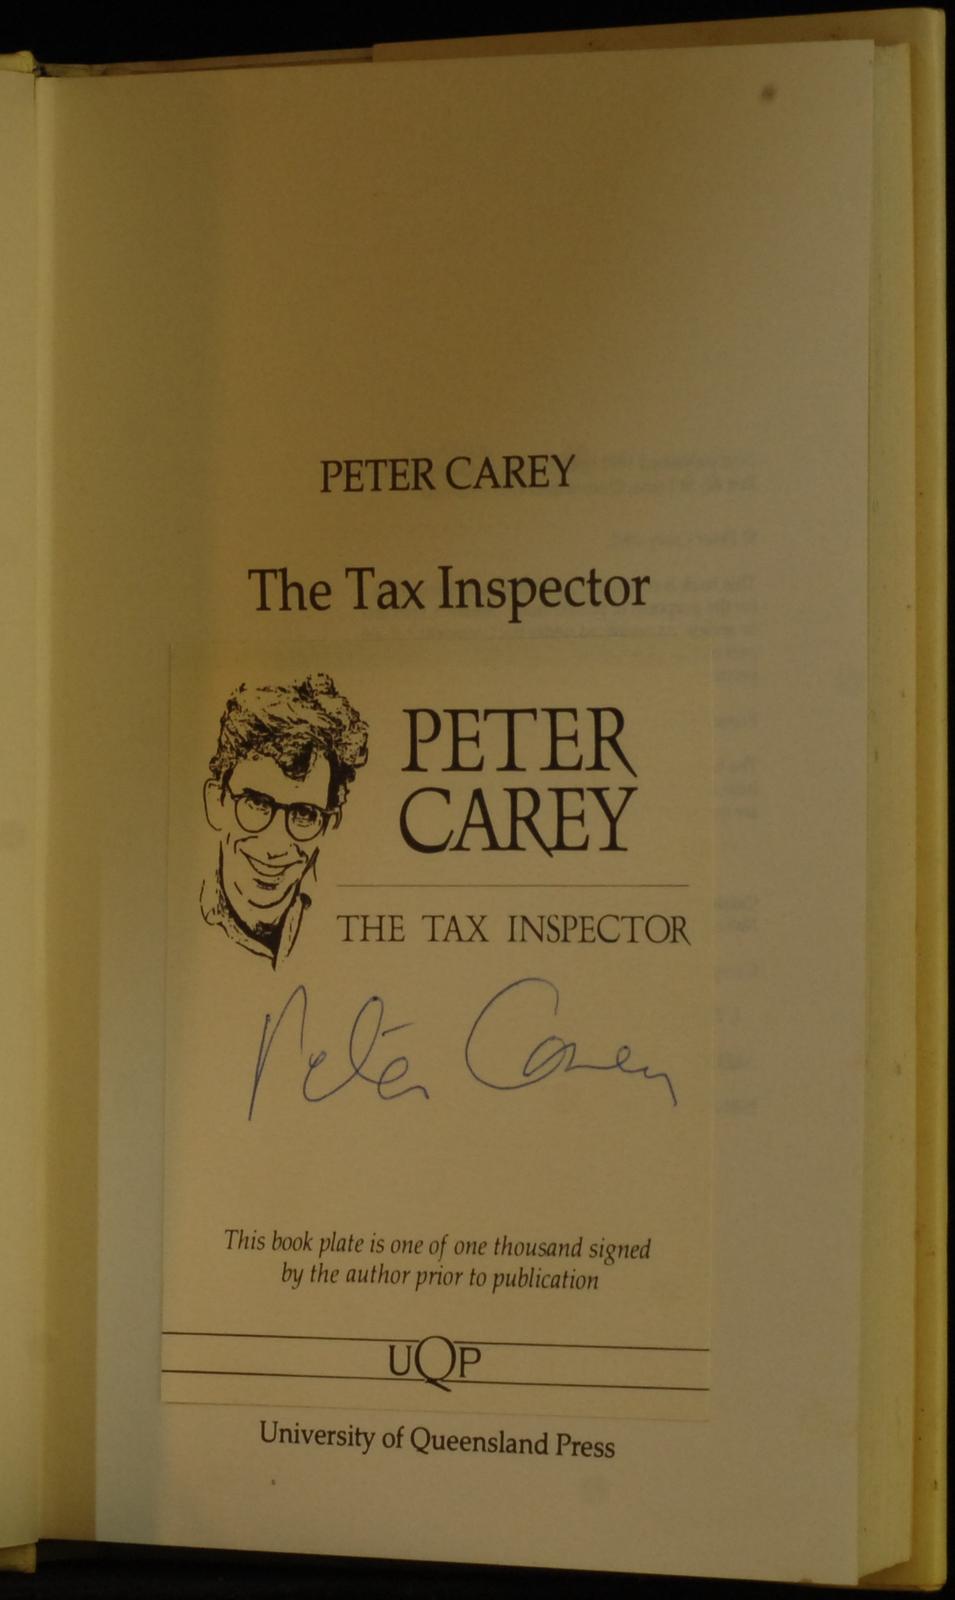 PETER CAREY
The Tax Inspector
PETER
CAREY
THE TAX INSPECTOR
Peter Carey
This book plate is one of one thousand signed
by the author prior to publication
UQP
University of Queensland Press